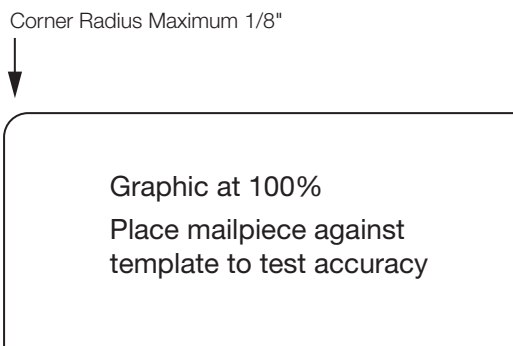 Corner Radius Maximum 1/8"
Graphic at 100%
Place mailpiece against
template to test accuracy